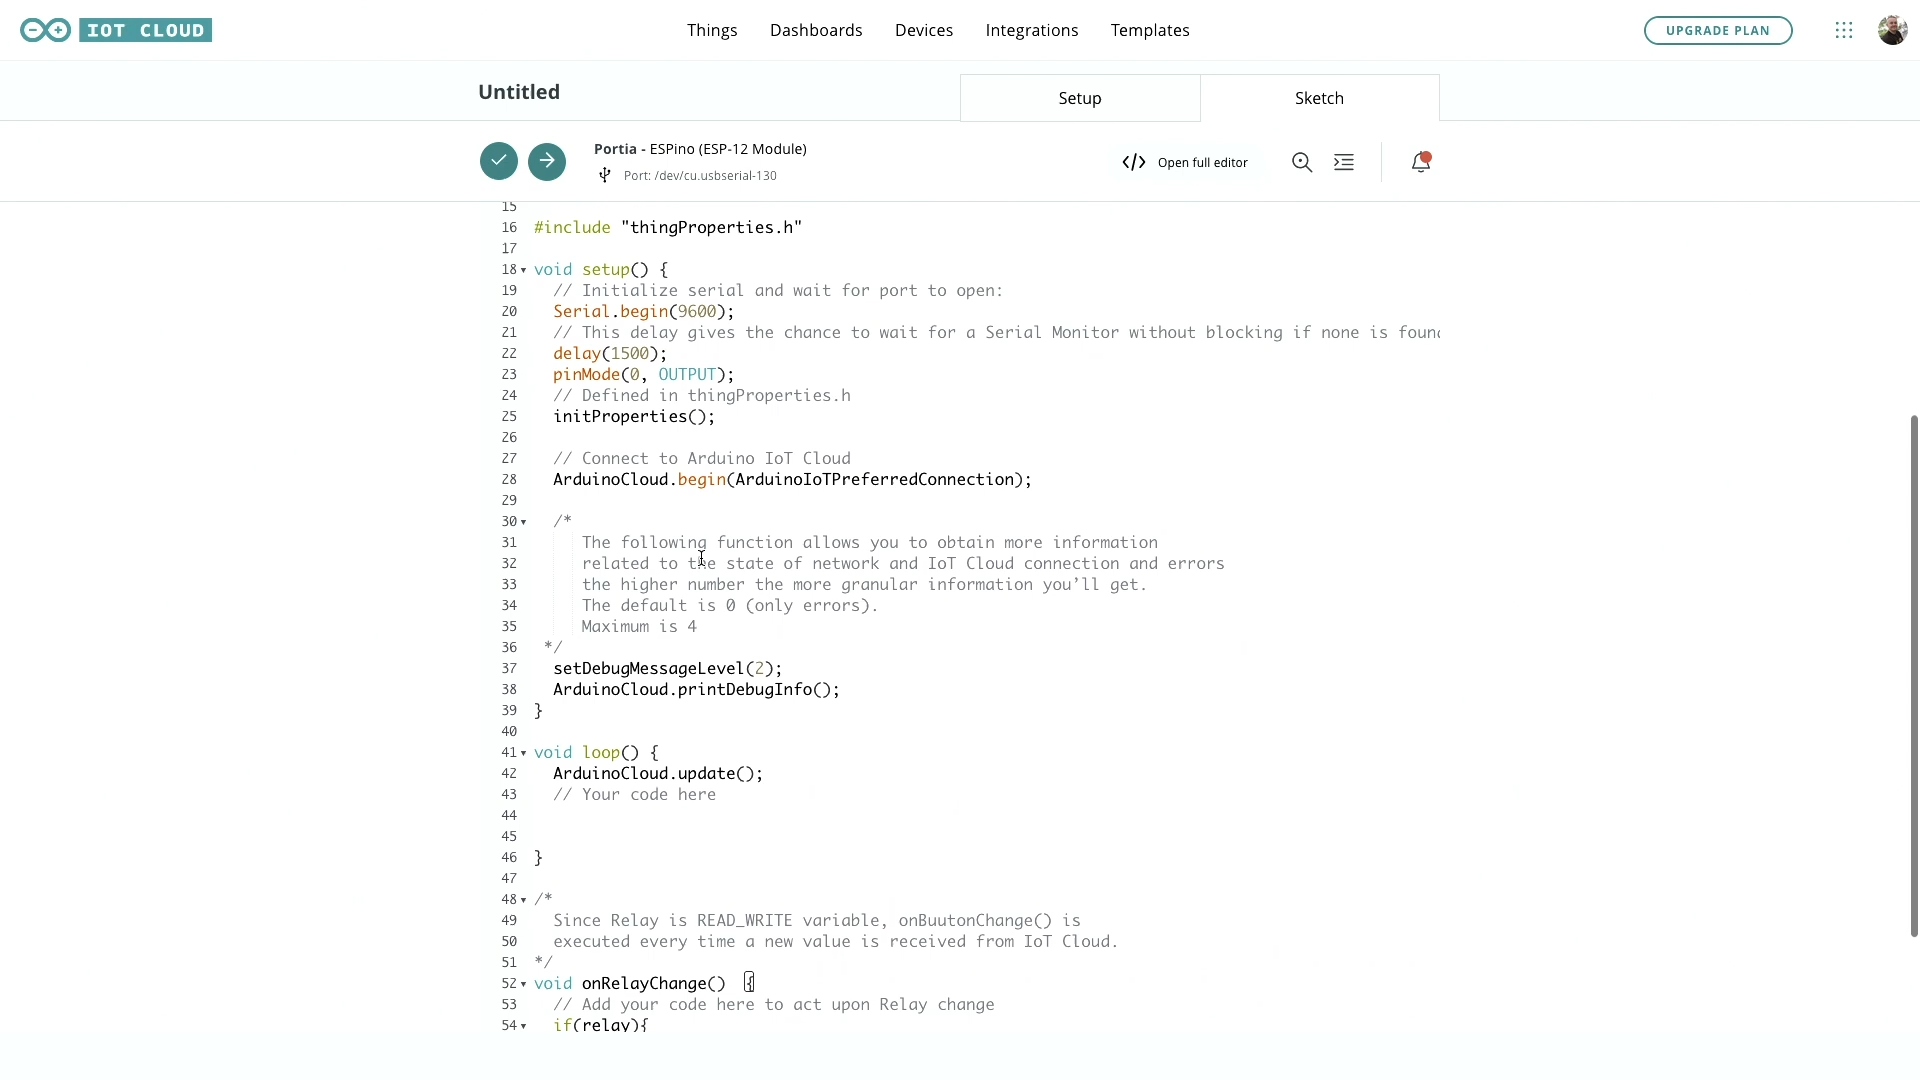 IOT CLOUD
Things
Dashboards
Devices
Integrations
Templates
UPGRADE PLAN
Untitled
Setup
Sketch
Portia - ESPino (ESP-12 Module)
Port: /dev/cu.usbserial-130
</> Open full editor
15
16 #include "thingProperties.h"
17
18 void setup() {
19 // Initialize serial and wait for port to open:
20 Serial.begin(9600);
21 // This delay gives the chance to wait for a Serial Monitor without blocking if none is found
22 delay(1500);
23 pinMode(0, OUTPUT);
24 // Defined in thingProperties.h
25 initProperties();
26
27 // Connect to Arduino IoT Cloud
28 ArduinoCloud.begin(ArduinoIoTPreferredConnection);
29
30 /*
31 The following function allows you to obtain more information
32 related to the state of network and IoT Cloud connection and errors
33 the higher number the more granular information you’ll get.
34 The default is 0 (only errors).
35 Maximum is 4
36 */
37 setDebugMessageLevel(2);
38 ArduinoCloud.printDebugInfo();
39 }
40
41 void loop() {
42 ArduinoCloud.update();
43 // Your code here
44
45
46 }
47
48 /*
49 Since Relay is READ_WRITE variable, onBuutonChange() is
50 executed every time a new value is received from IoT Cloud.
51 */
52 void onRelayChange() {
53 // Add your code here to act upon Relay change
54 if(relay){